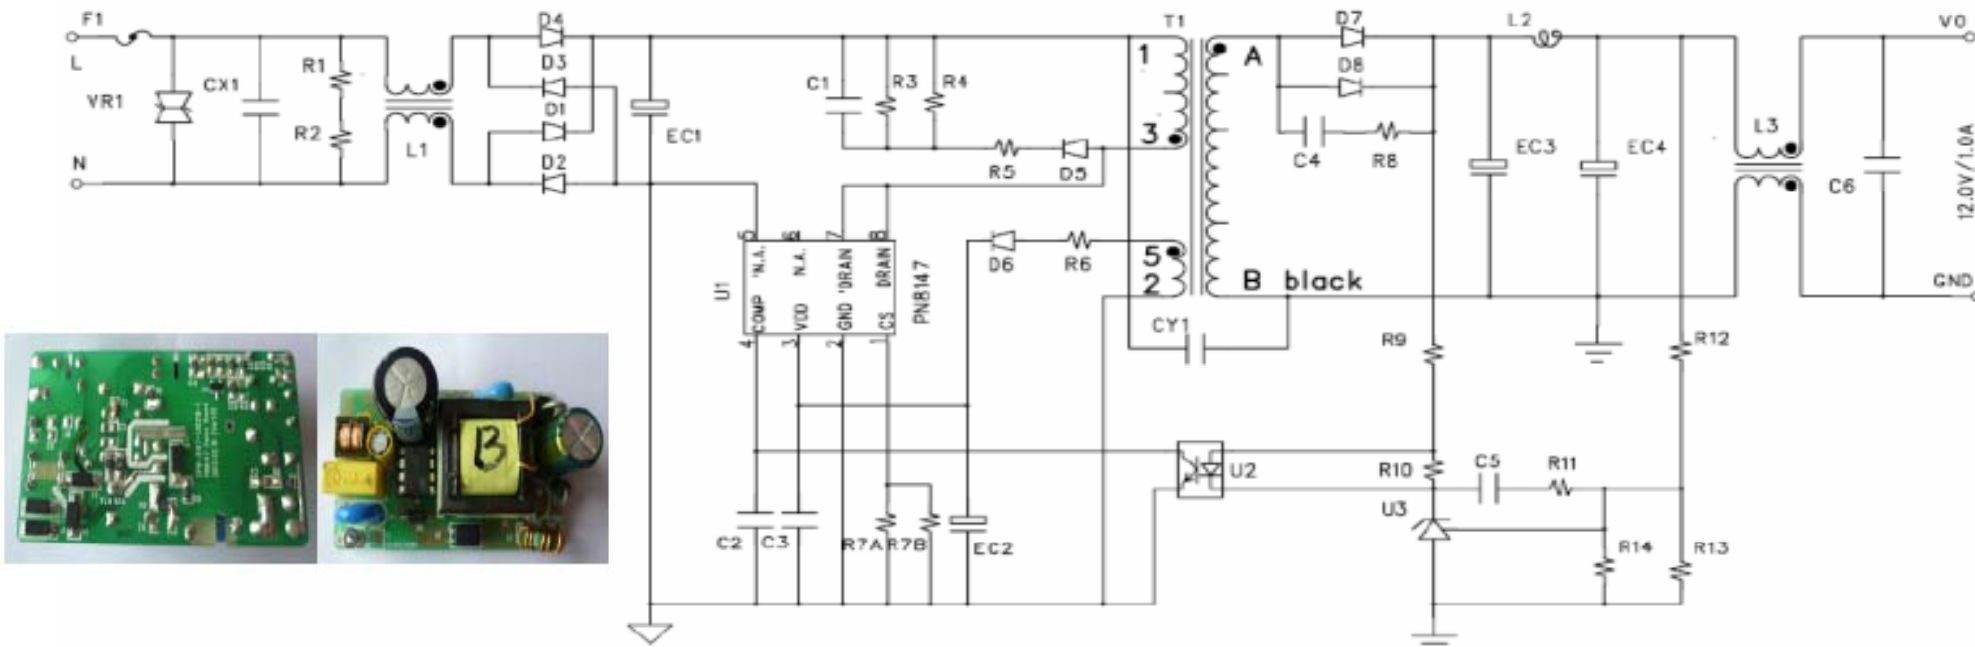 F1
L
VR1
CX1
R1
R2
N
L1
D4
D3
D1
D2
EC1
C1
R3
R4
R5
D5
T1
1
3
5
2
A
B black
D7
D8
C4
R8
L2
EC3
EC4
L3
C6
VO
12.0V/1.0A
GND
D6
R6
U1
5 6 7 8
N.A. N.A. DRAIN DRAIN
COMP VDD GND CS
4 3 2 1
PN8147
CY1
R9
R12
U2
R10
C5
R11
U3
R14
R13
C2
C3
R7A
R7B
EC2
B